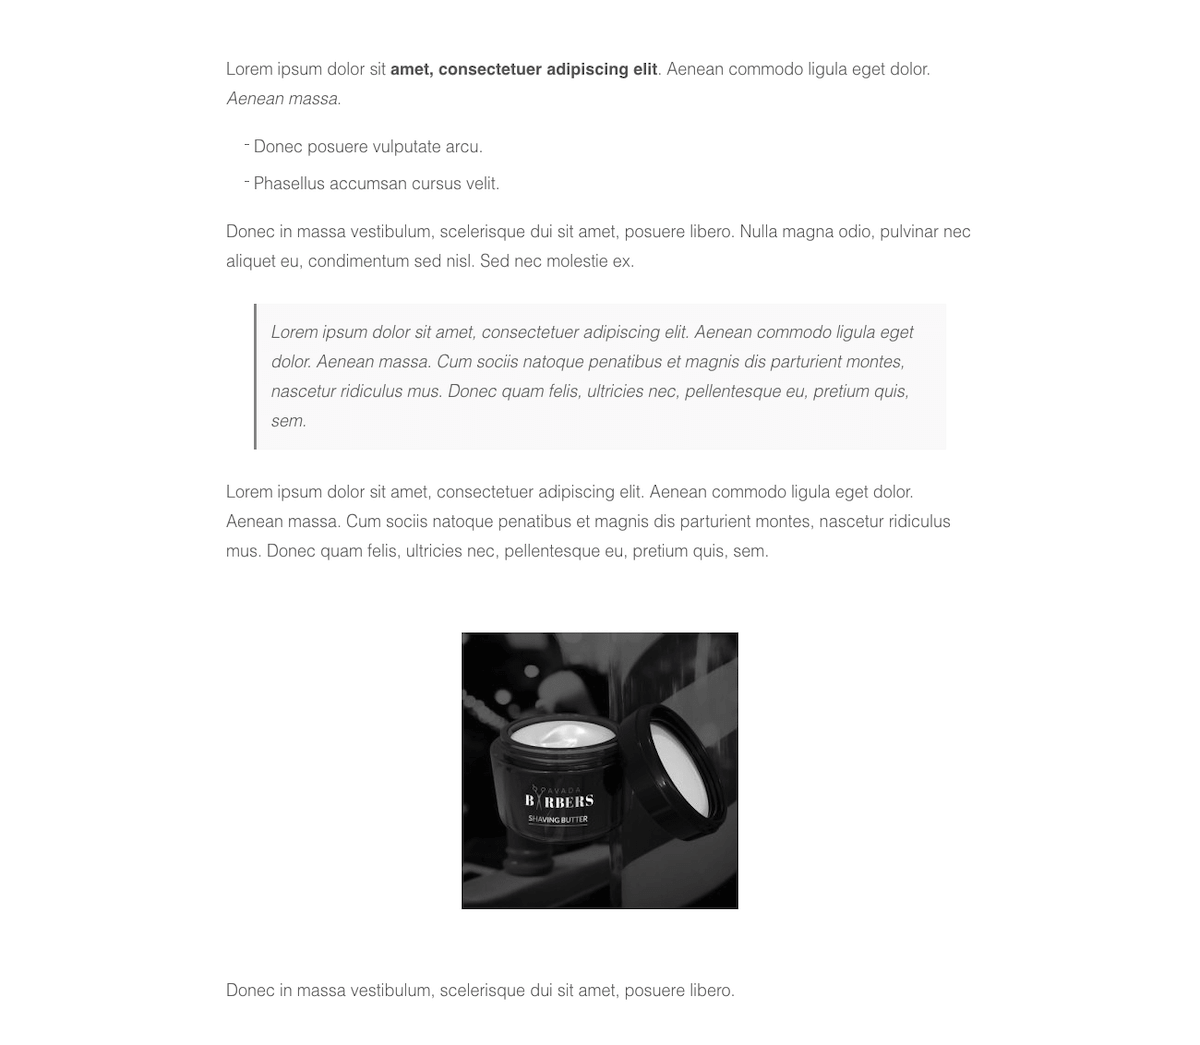 Lorem ipsum dolor sit amet, consectetuer adipiscing elit. Aenean commodo ligula eget dolor.
Aenean massa.
- Donec posuere vulputate arcu.
- Phasellus accumsan cursus velit.
Donec in massa vestibulum, scelerisque dui sit amet, posuere libero. Nulla magna odio, pulvinar nec
aliquet eu, condimentum sed nisl. Sed nec molestie ex.
Lorem ipsum dolor sit amet, consectetuer adipiscing elit. Aenean commodo ligula eget
dolor. Aenean massa. Cum sociis natoque penatibus et magnis dis parturient montes,
nascetur ridiculus mus. Donec quam felis, ultricies nec, pellentesque eu, pretium quis,
sem.
Lorem ipsum dolor sit amet, consectetuer adipiscing elit. Aenean commodo ligula eget dolor.
Aenean massa. Cum sociis natoque penatibus et magnis dis parturient montes, nascetur ridiculus
mus. Donec quam felis, ultricies nec, pellentesque eu, pretium quis, sem.
AVADA
BARBERS
SHAVING BUTTER
Donec in massa vestibulum, scelerisque dui sit amet, posuere libero.